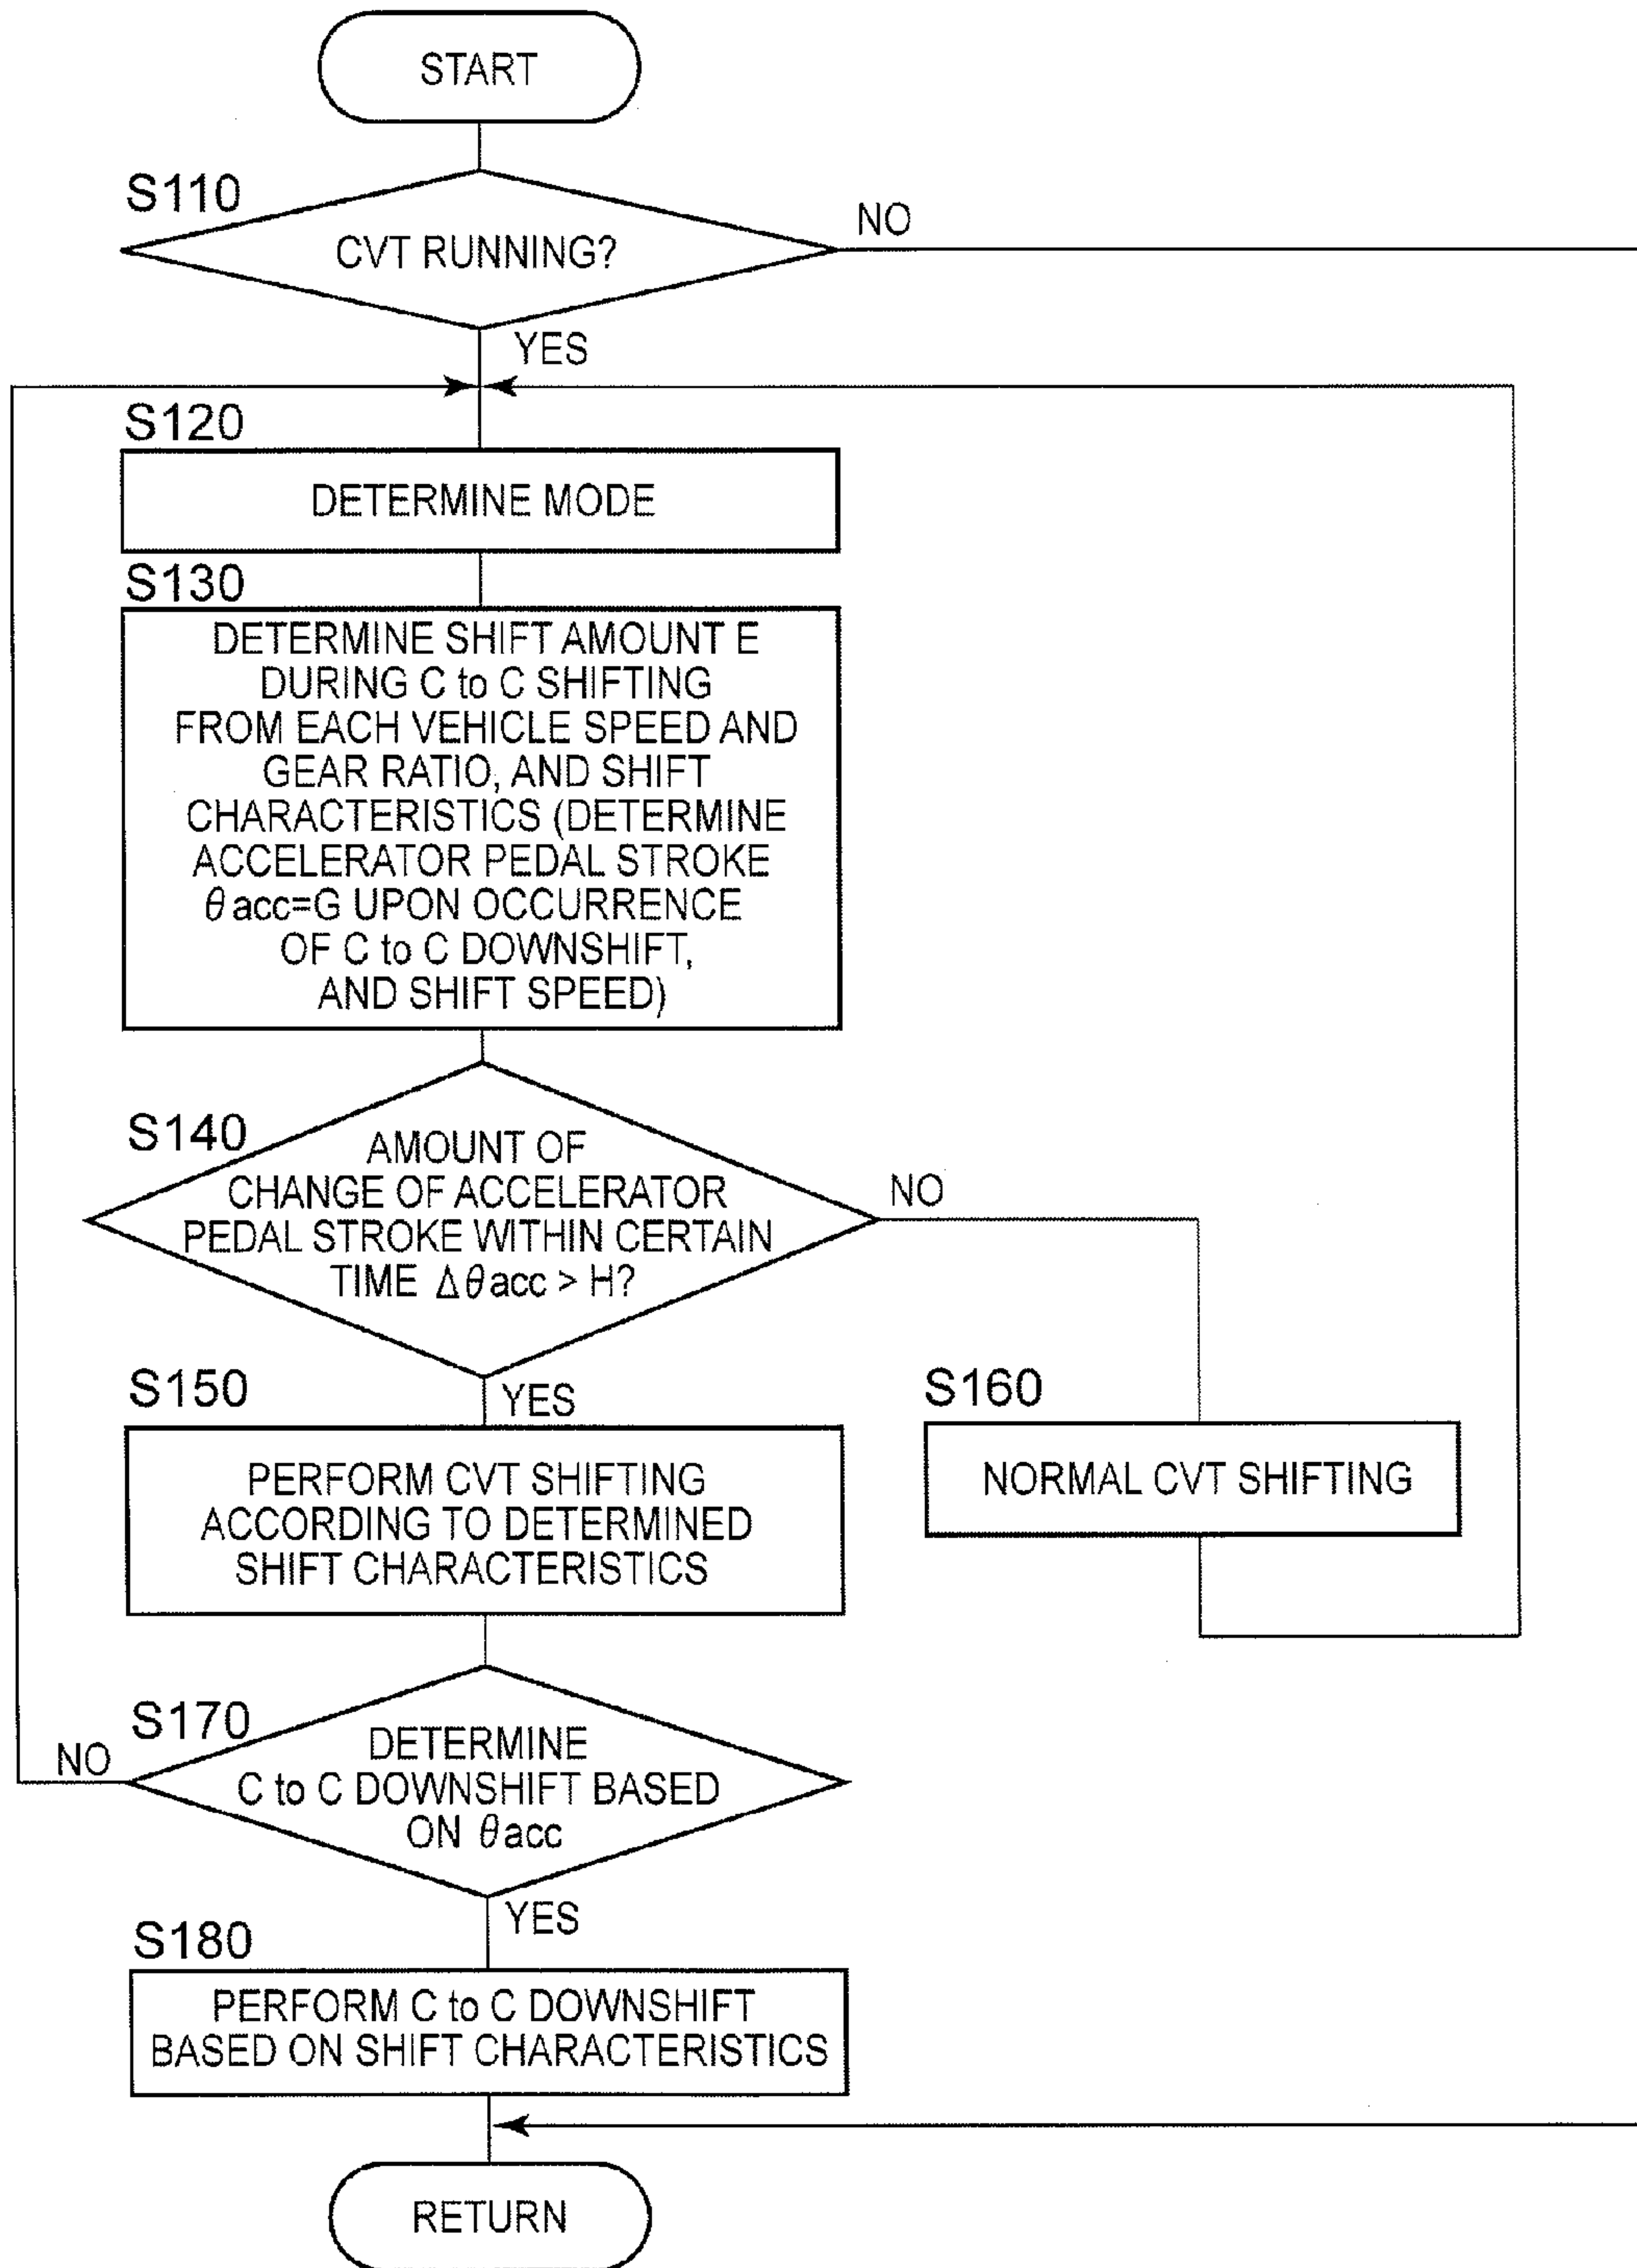 START
S110
CVT RUNNING?
NO
YES
S120
DETERMINE MODE
S130
DETERMINE SHIFT AMOUNT E
DURING C to C SHIFTING
FROM EACH VEHICLE SPEED AND
GEAR RATIO, AND SHIFT
CHARACTERISTICS (DETERMINE
ACCELERATOR PEDAL STROKE
θacc=G UPON OCCURRENCE
OF C to C DOWNSHIFT,
AND SHIFT SPEED)
S140
AMOUNT OF
CHANGE OF ACCELERATOR
PEDAL STROKE WITHIN CERTAIN
TIME Δθacc > H?
NO
YES
S150
PERFORM CVT SHIFTING
ACCORDING TO DETERMINED
SHIFT CHARACTERISTICS
S160
NORMAL CVT SHIFTING
S170
DETERMINE
C to C DOWNSHIFT BASED
ON θacc
NO
YES
S180
PERFORM C to C DOWNSHIFT
BASED ON SHIFT CHARACTERISTICS
RETURN